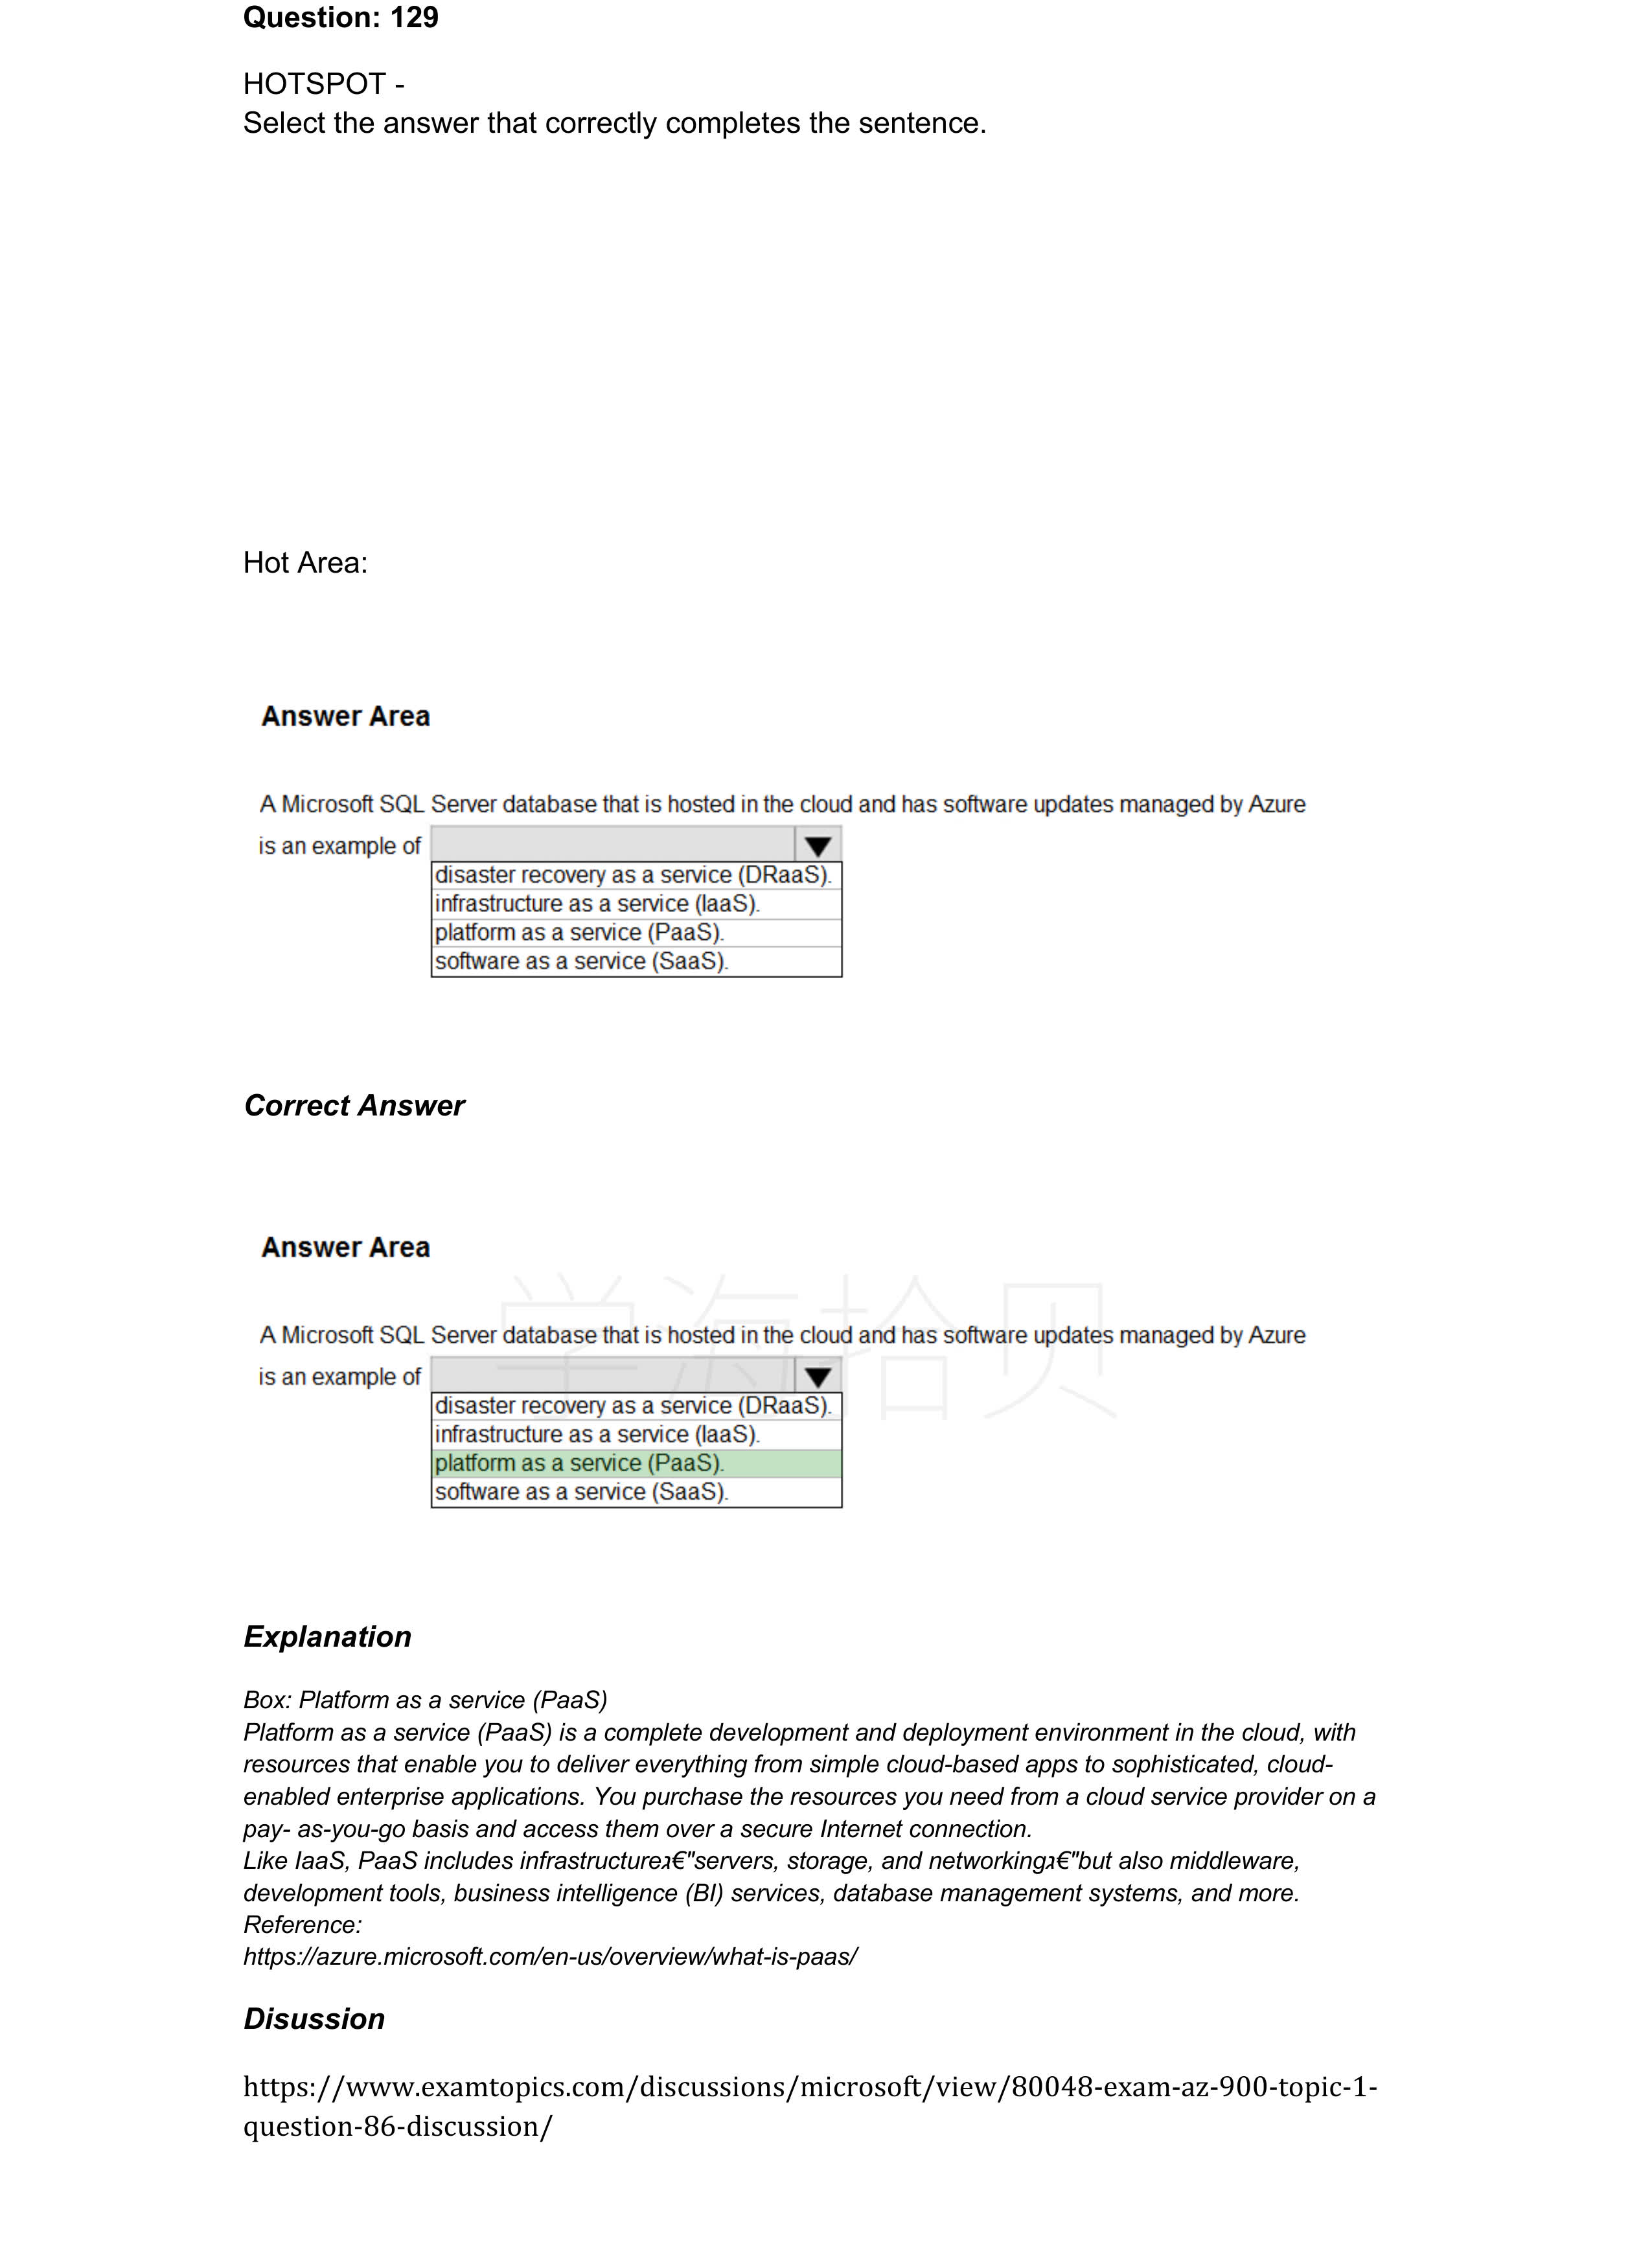 Question: 129
HOTSPOT -
Select the answer that correctly completes the sentence.
Hot Area:
Answer Area
A Microsoft SQL Server database that is hosted in the cloud and has software updates managed by Azure
is an example of
disaster recovery as a service (DRaaS).
infrastructure as a service (IaaS).
platform as a service (PaaS).
software as a service (SaaS).
Correct Answer
Answer Area
学海拾贝
A Microsoft SQL Server database that is hosted in the cloud and has software updates managed by Azure
is an example of
disaster recovery as a service (DRaaS).
infrastructure as a service (IaaS).
platform as a service (PaaS).
software as a service (SaaS).
Explanation
Box: Platform as a service (PaaS)
Platform as a service (PaaS) is a complete development and deployment environment in the cloud, with
resources that enable you to deliver everything from simple cloud-based apps to sophisticated, cloud-
enabled enterprise applications. You purchase the resources you need from a cloud service provider on a
pay- as-you-go basis and access them over a secure Internet connection.
Like IaaS, PaaS includes infrastructureג€"servers, storage, and networkingג€"but also middleware,
development tools, business intelligence (BI) services, database management systems, and more.
Reference:
https://azure.microsoft.com/en-us/overview/what-is-paas/
Disussion
https://www.examtopics.com/discussions/microsoft/view/80048-exam-az-900-topic-1-
question-86-discussion/